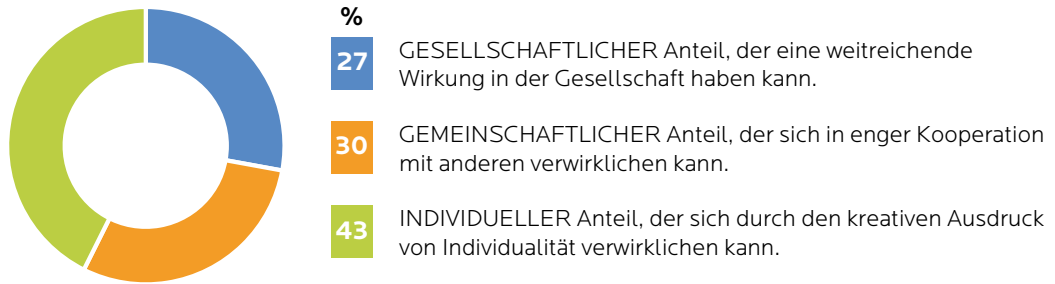 %
27 GESELLSCHAFTLICHER Anteil, der eine weitreichende
Wirkung in der Gesellschaft haben kann.
30 GEMEINSCHAFTLICHER Anteil, der sich in enger Kooperation
mit anderen verwirklichen kann.
43 INDIVIDUELLER Anteil, der sich durch den kreativen Ausdruck
von Individualität verwirklichen kann.